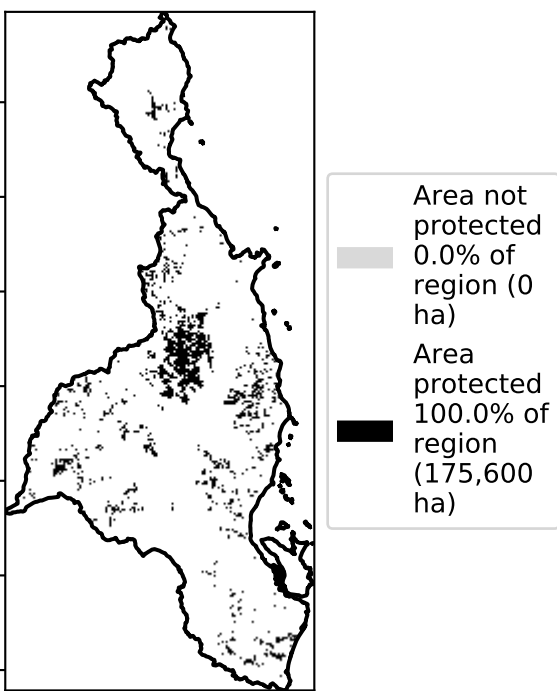 Area not
protected
0.0% of
region (0
ha)
Area
protected
100.0% of
region
(175,600
ha)